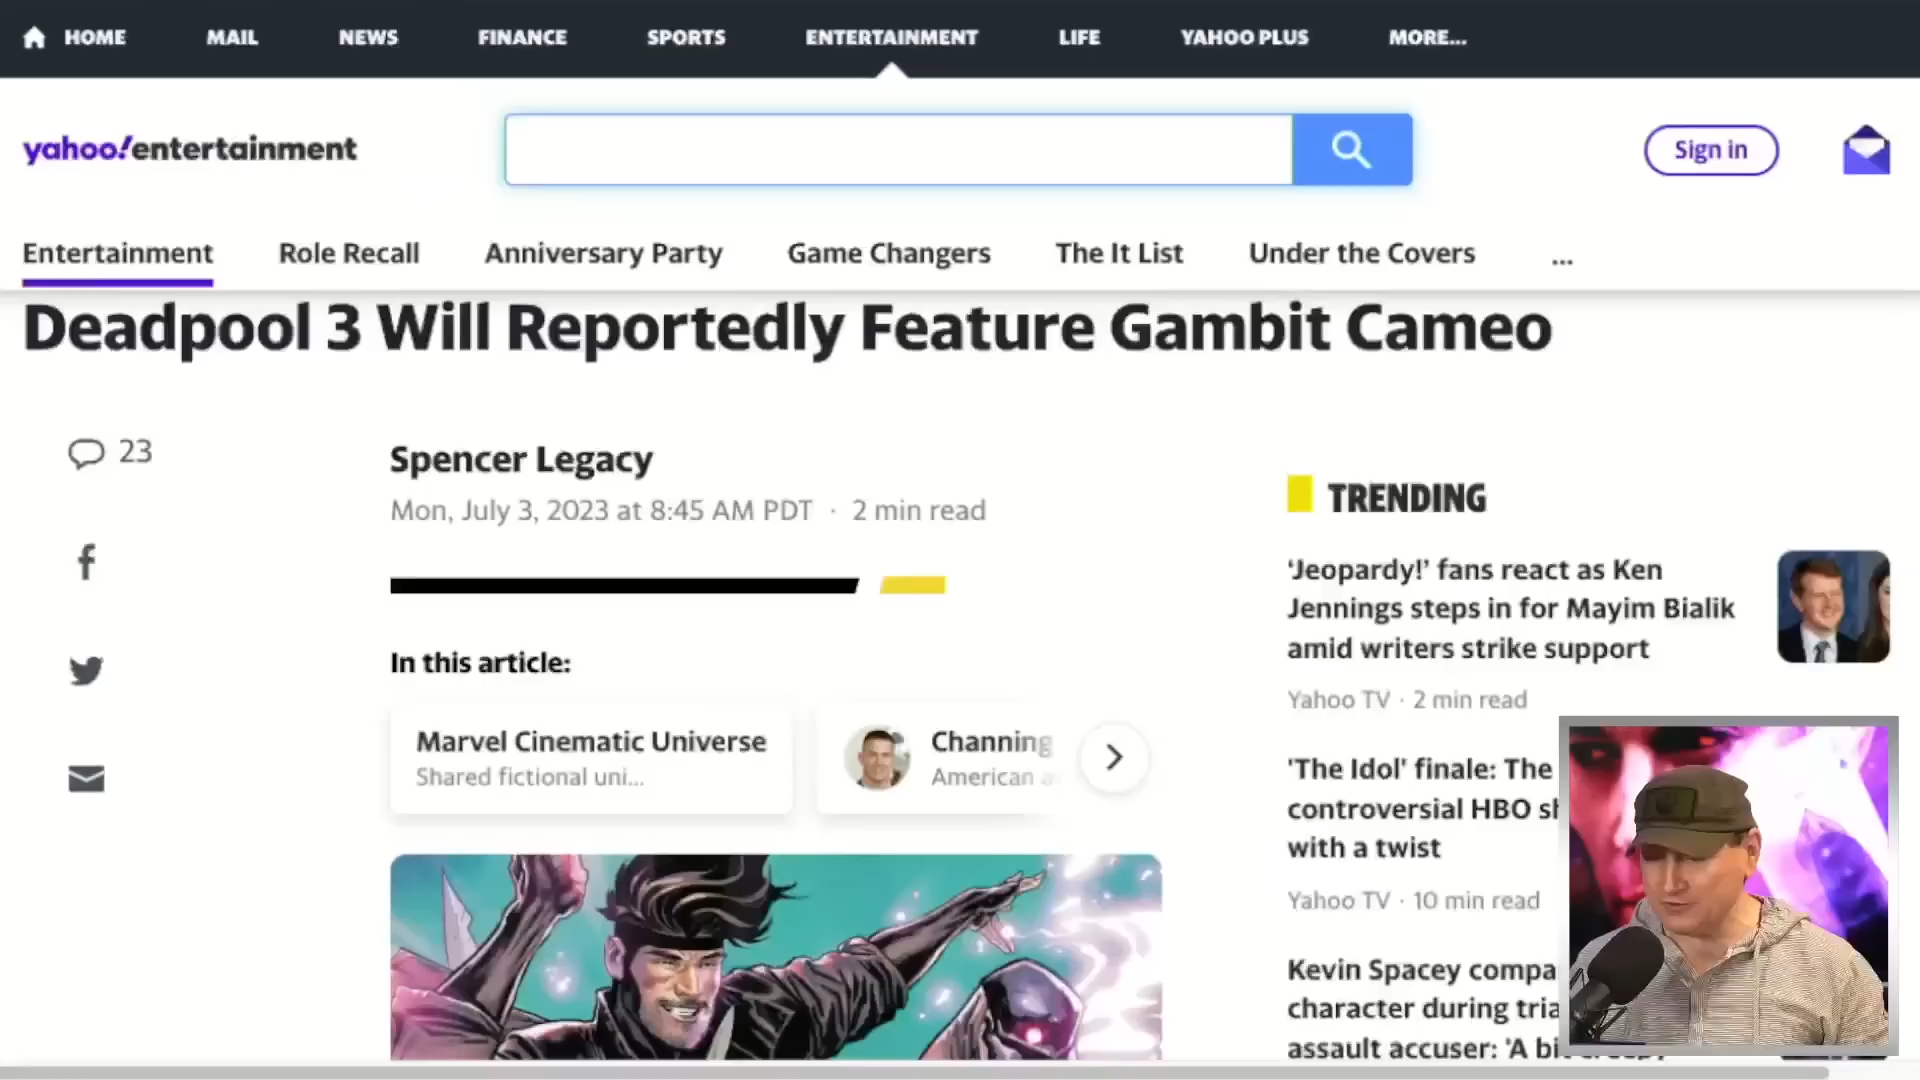 HOME MAIL NEWS FINANCE SPORTS ENTERTAINMENT LIFE YAHOO PLUS MORE...
yahoo!entertainment
Sign in
Entertainment Role Recall Anniversary Party Game Changers The It List Under the Covers ...
Deadpool 3 Will Reportedly Feature Gambit Cameo
23
Spencer Legacy
Mon, July 3, 2023 at 8:45 AM PDT · 2 min read
In this article:
Marvel Cinematic Universe
Shared fictional uni...
Channing
American
TRENDING
'Jeopardy!' fans react as Ken
Jennings steps in for Mayim Bialik
amid writers strike support
Yahoo TV · 2 min read
'The Idol' finale: The
controversial HBO
with a twist
Yahoo TV · 10 min read
Kevin Spacey
character during
assault accuser: 'A